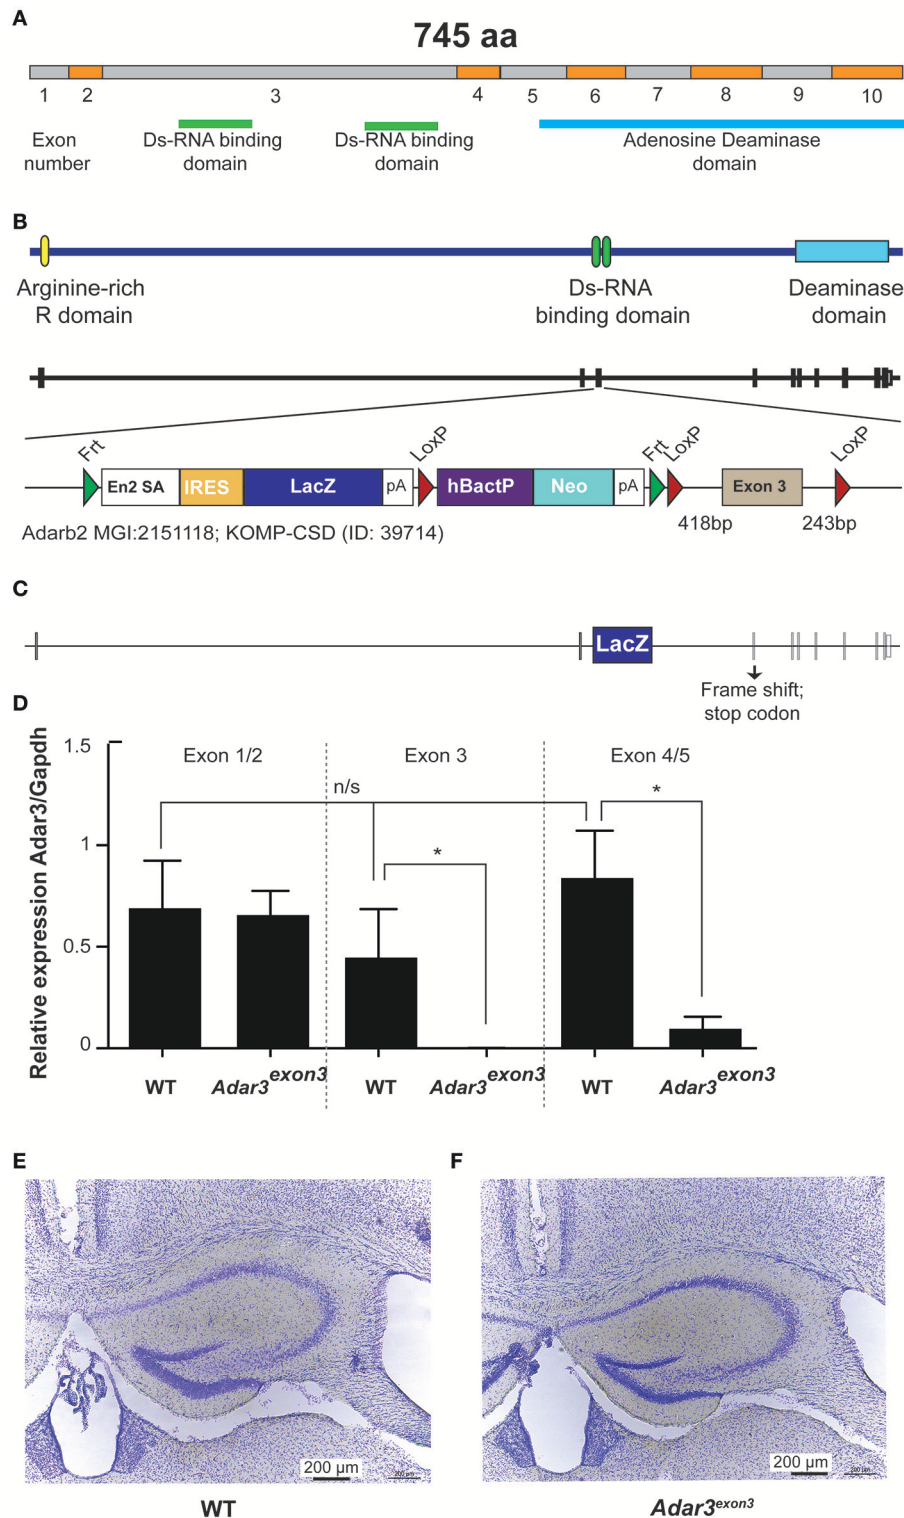 A
745 aa
1 2 3 4 5 6 7 8 9 10
Exon number
Ds-RNA binding domain
Ds-RNA binding domain
Adenosine Deaminase domain
B
Arginine-rich R domain
Ds-RNA binding domain
Deaminase domain
Frt LoxP Frt LoxP LoxP
En2 SA IRES LacZ pA hBactP Neo pA Exon 3
418bp 243bp
Adarb2 MGI:2151118; KOMP-CSD (ID: 39714)
C
LacZ
Frame shift;
stop codon
D
Relative expression Adar3/Gapdh
1.5
1
0.5
0
Exon 1/2 Exon 3 Exon 4/5
n/s
*
*
WT Adar3exon3 WT Adar3exon3 WT Adar3exon3
E F
200 µm 200 µm 200 µm 200 µm
WT Adar3exon3